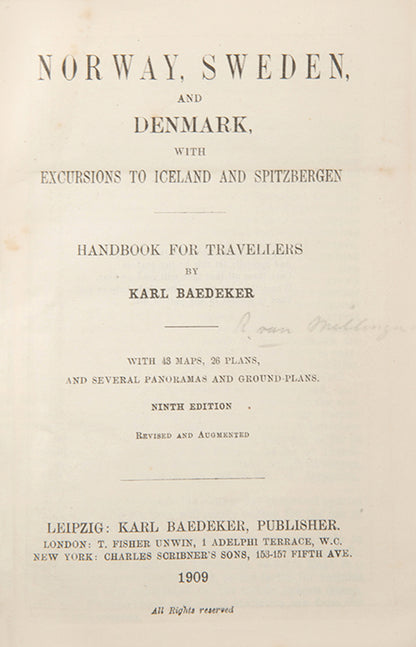 NORWAY, SWEDEN,
AND
DENMARK,
WITH
EXCURSIONS TO ICELAND AND SPITZBERGEN
HANDBOOK FOR TRAVELLERS
BY
KARL BAEDEKER
R. van
WITH 43 MAPS, 26 PLANS,
AND SEVERAL PANORAMAS AND GROUND-PLANS.
NINTH EDITION
REVISED AND AUGMENTED
LEIPZIG: KARL BAEDEKER, PUBLISHER.
LONDON: T. FISHER UNWIN, 1 ADELPHI TERRACE, W.C.
NEW YORK: CHARLES SCRIBNER'S SONS, 153-157 FIFTH AVE.
1909
All Rights reserved